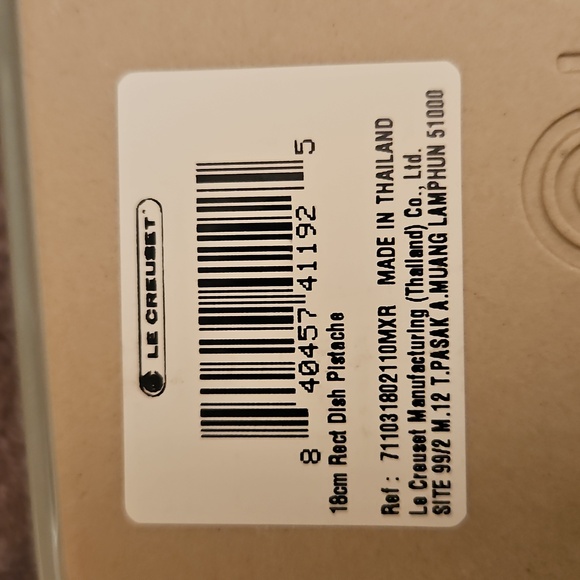 LE CREUSET
8 40457 41192 5
18cm Rect Dish Pistache
Ref : 711031802110MXR MADE IN THAILAND
Le Creuset Manufacturing (Thailand) Co., Ltd.
SITE 99/2 M.12 T.PASAK A.MUANG LAMPHUN 51000